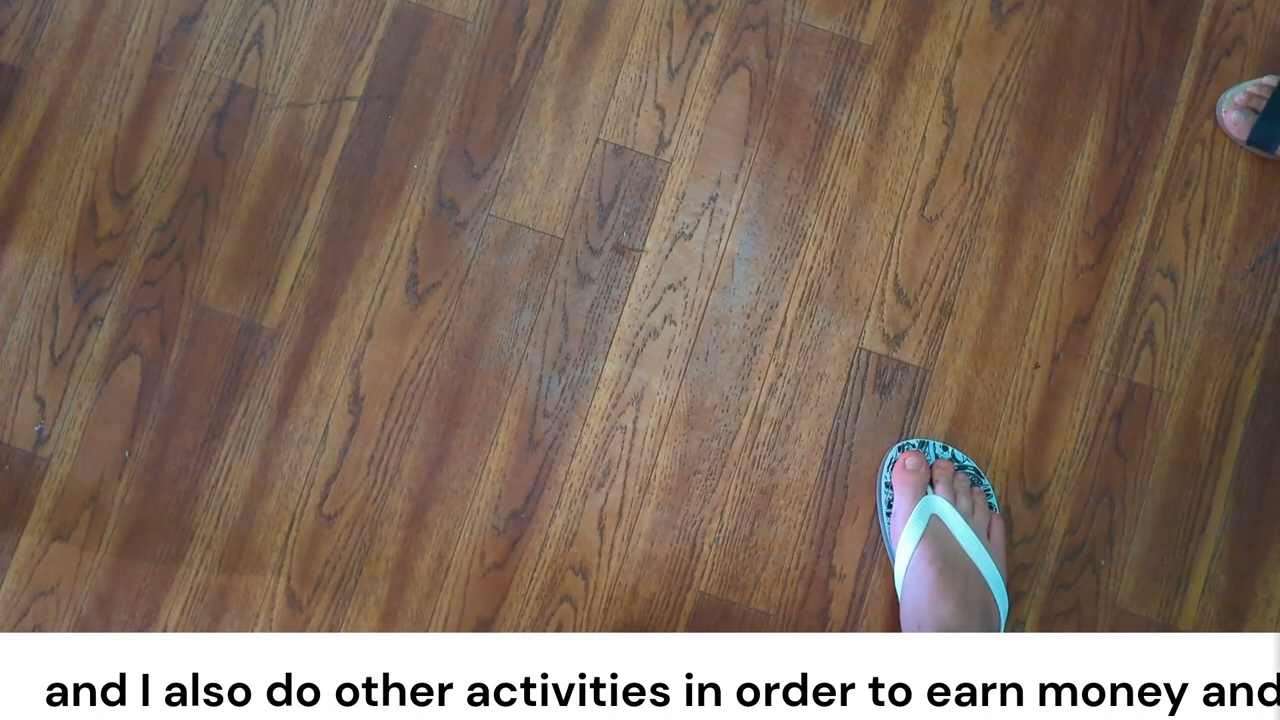 and I also do other activities in order to earn money and